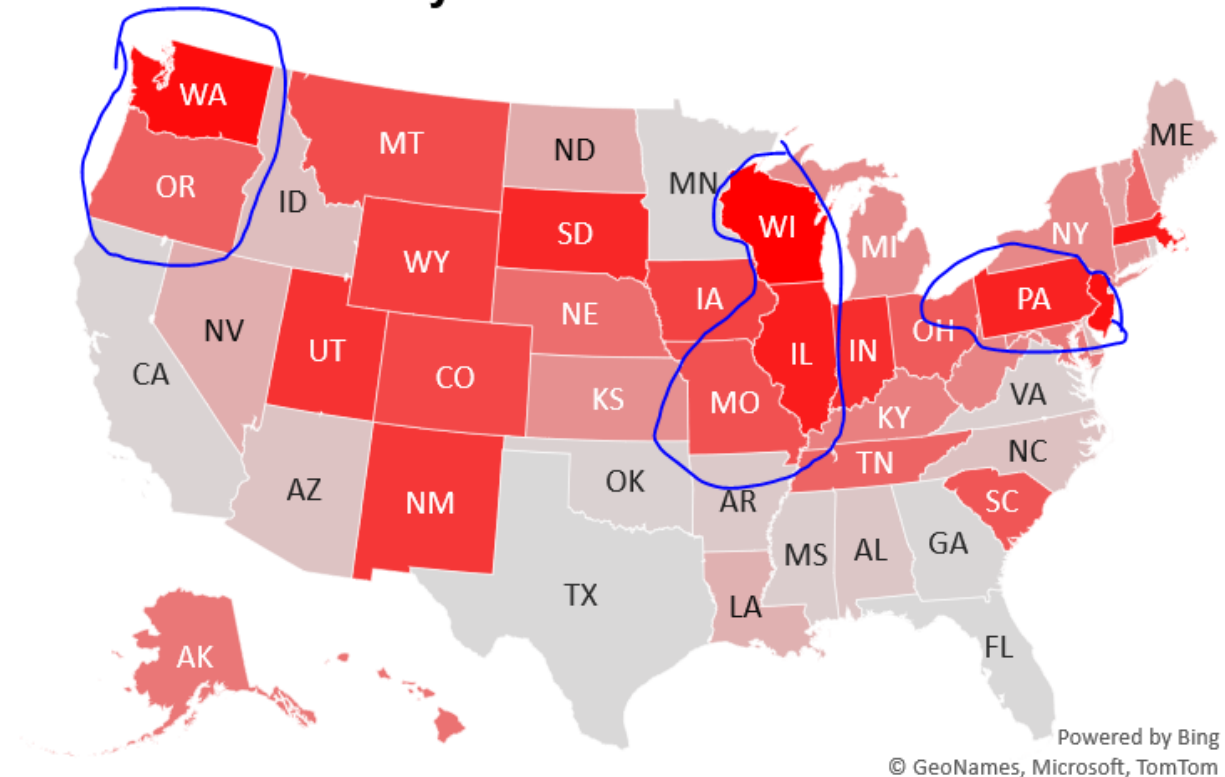 WA
ME
MT
ND
MN
OR
ID
WI
SD
NY
MI
WY
IA
PA
NE
OH
NV
UT
IL
IN
CO
CA
KS
MO
VA
KY
NC
TN
OK
AZ
NM
AR
SC
MS
AL
GA
TX
LA
FL
AK
Powered by Bing
© GeoNames, Microsoft, TomTom